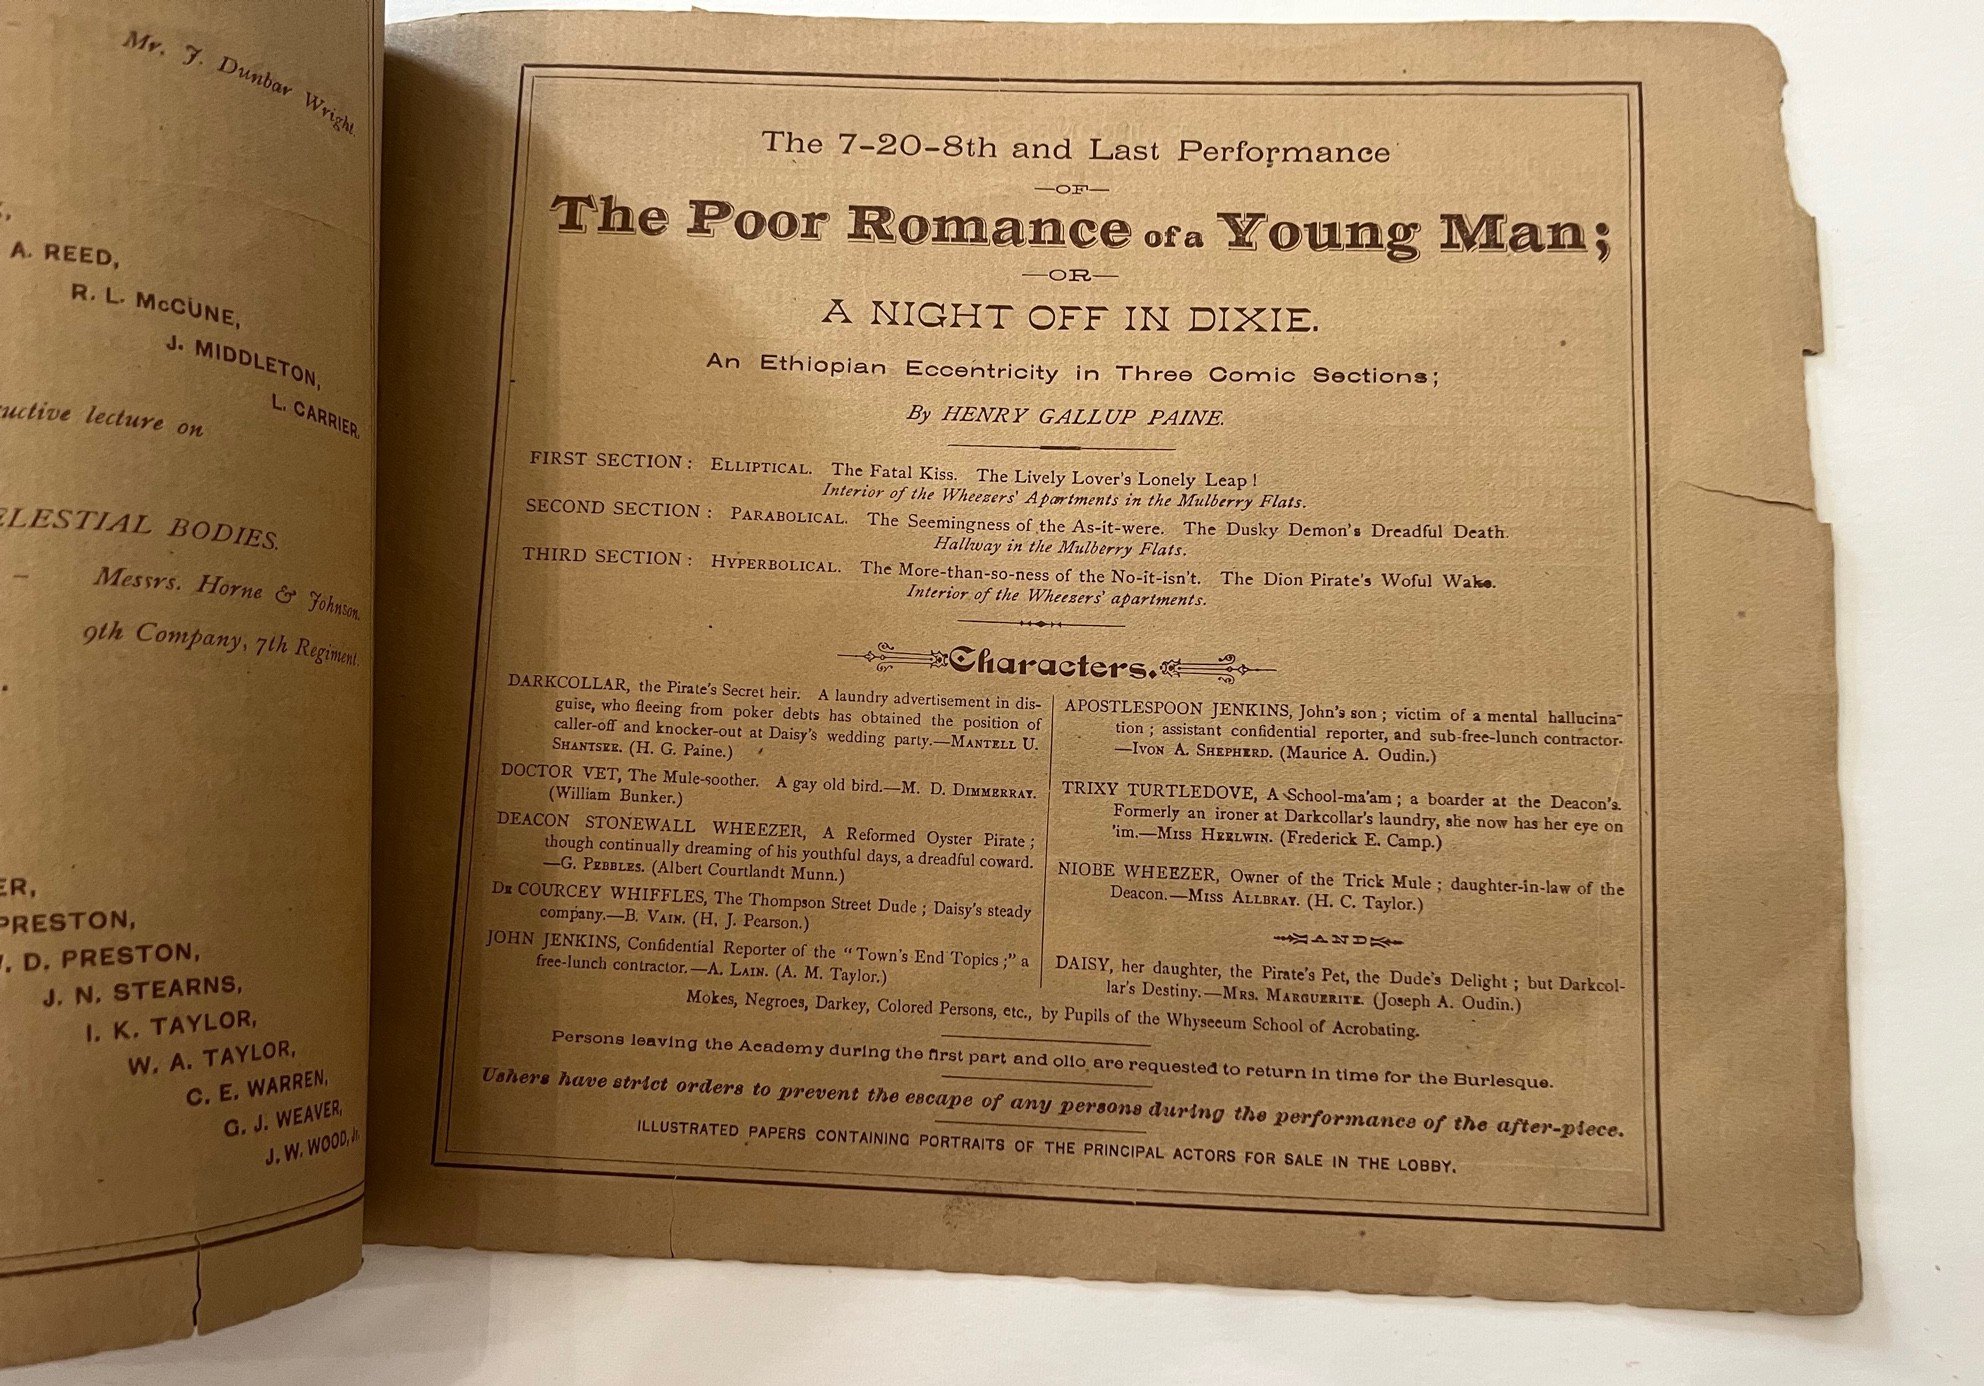 Mr. J. Dunbar Wright.
A. REED,
R. L. McCUNE,
J. MIDDLETON,
L. CARRIER.
lecture on
BODIES.
Messrs. Horne & Johnson.
9th Company, 7th Regiment.
PRESTON,
D. PRESTON,
J. N. STEARNS,
I. K. TAYLOR,
W. A. TAYLOR,
C. E. WARREN,
G. J. WEAVER,
J. W. WOOD, Jr.
The 7-20-8th and Last Performance
—OF—
The Poor Romance of a Young Man;
—OR—
A NIGHT OFF IN DIXIE.
An Ethiopian Eccentricity in Three Comic Sections;
By HENRY GALLUP PAINE.
FIRST SECTION: ELLIPTICAL. The Fatal Kiss. The Lively Lover's Lonely Leap!
Interior of the Wheezers' Apartments in the Mulberry Flats.
SECOND SECTION: PARABOLICAL. The Seemingness of the As-it-were. The Dusky Demon's Dreadful Death.
Hallway in the Mulberry Flats.
THIRD SECTION: HYPERBOLICAL. The More-than-so-ness of the No-it-isn't. The Dion Pirate's Woful Wake.
Interior of the Wheezers' apartments.
Characters.
DARKCOLLAR, the Pirate's Secret heir. A laundry advertisement in dis-
guise, who fleeing from poker debts has obtained the position of
caller-off and knocker-out at Daisy's wedding party.—MANTELL U.
SHANTSEE. (H. G. Paine.)
DOCTOR VET, The Mule-soother. A gay old bird.—M. D. DIMMERRAY.
(William Bunker.)
DEACON STONEWALL WHEEZER, A Reformed Oyster Pirate;
though continually dreaming of his youthful days, a dreadful coward.
—G. PEBBLES. (Albert Courtlandt Munn.)
DE COURCEY WHIFFLES, The Thompson Street Dude; Daisy's steady
company.—B. VAIN. (H. J. Pearson.)
JOHN JENKINS, Confidential Reporter of the "Town's End Topics;" a
free-lunch contractor.—A. LAIN. (A. M. Taylor.)
APOSTLESPOON JENKINS, John's son; victim of a mental hallucina-
tion; assistant confidential reporter, and sub-free-lunch contractor-
—IVON A. SHEPHERD. (Maurice A. Oudin.)
TRIXY TURTLEDOVE, A School-ma'am; a boarder at the Deacon's.
Formerly an ironer at Darkcollar's laundry, she now has her eye on
'im.—MISS HEELWIN. (Frederick E. Camp.)
NIOBE WHEEZER, Owner of the Trick Mule; daughter-in-law of the
Deacon.—MISS ALLBRAY. (H. C. Taylor.)
AND
DAISY, her daughter, the Pirate's Pet, the Dude's Delight; but Darkcol-
lar's Destiny.—MRS. MARGUERITE. (Joseph A. Oudin.)
Mokes, Negroes, Darkey, Colored Persons, etc., by Pupils of the Whyseeum School of Acrobating.
Persons leaving the Academy during the first part and olio are requested to return in time for the Burlesque.
Ushers have strict orders to prevent the escape of any persons during the performance of the after-piece.
ILLUSTRATED PAPERS CONTAINING PORTRAITS OF THE PRINCIPAL ACTORS FOR SALE IN THE LOBBY.